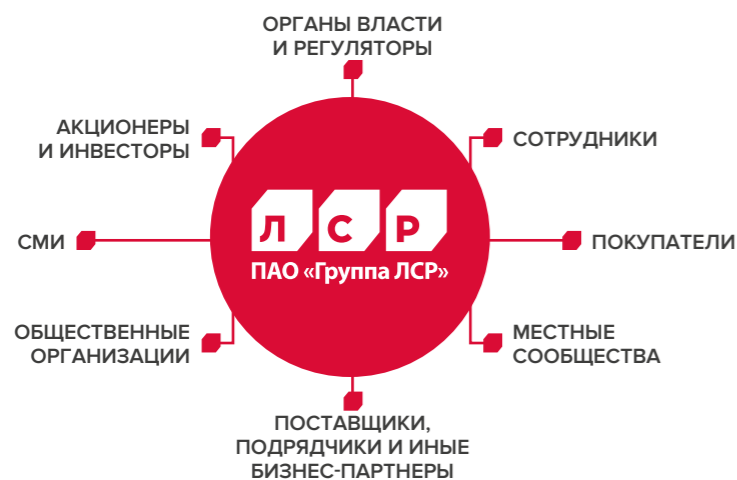 ОРГАНЫ ВЛАСТИ
И РЕГУЛЯТОРЫ
АКЦИОНЕРЫ
И ИНВЕСТОРЫ
СОТРУДНИКИ
ЛСР
ПАО «Группа ЛСР»
СМИ
ПОКУПАТЕЛИ
ОБЩЕСТВЕННЫЕ
ОРГАНИЗАЦИИ
МЕСТНЫЕ
СООБЩЕСТВА
ПОСТАВЩИКИ,
ПОДРЯДЧИКИ И ИНЫЕ
БИЗНЕС-ПАРТНЕРЫ